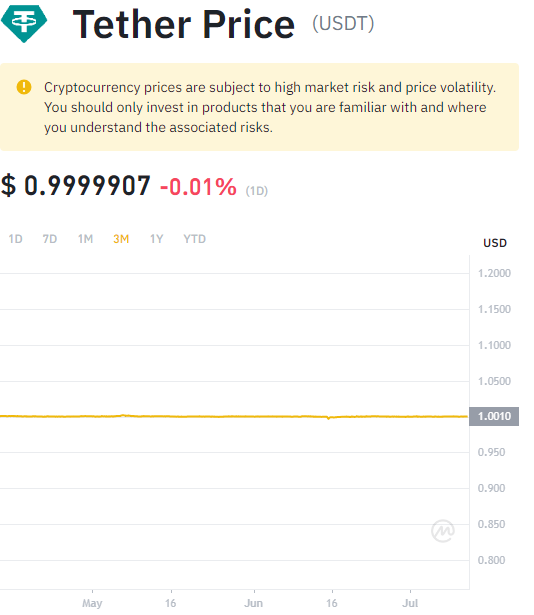 Tether Price (USDT)
Cryptocurrency prices are subject to high market risk and price volatility.
You should only invest in products that you are familiar with and where
you understand the associated risks.
$ 0.9999907 -0.01% (1D)
1D 7D 1M 3M 1Y YTD
USD
1.2000
1.1500
1.1000
1.0500
1.0010
0.950
0.900
0.850
0.800
May 16 Jun 16 Jul